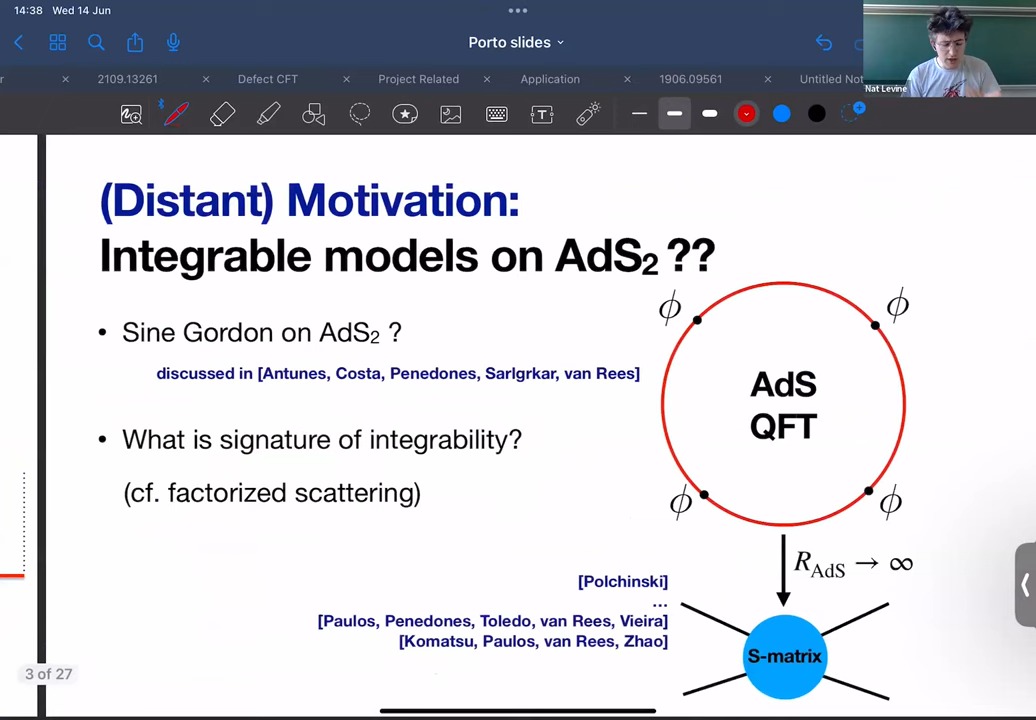 14:38 Wed 14 Jun
Porto slides
r
2109.13261
Defect CFT
Project Related
Application
1906.09561
Untitled Not
Nat Levine
T
(Distant) Motivation:
Integrable models on AdS₂ ??
• Sine Gordon on AdS₂ ?
discussed in [Antunes, Costa, Penedones, Sarlgrkar, van Rees]
• What is signature of integrability?
(cf. factorized scattering)
ϕ ϕ
AdS
QFT
ϕ ϕ
R_AdS → ∞
[Polchinski]
...
[Paulos, Penedones, Toledo, van Rees, Vieira]
[Komatsu, Paulos, van Rees, Zhao]
S-matrix
3 of 27